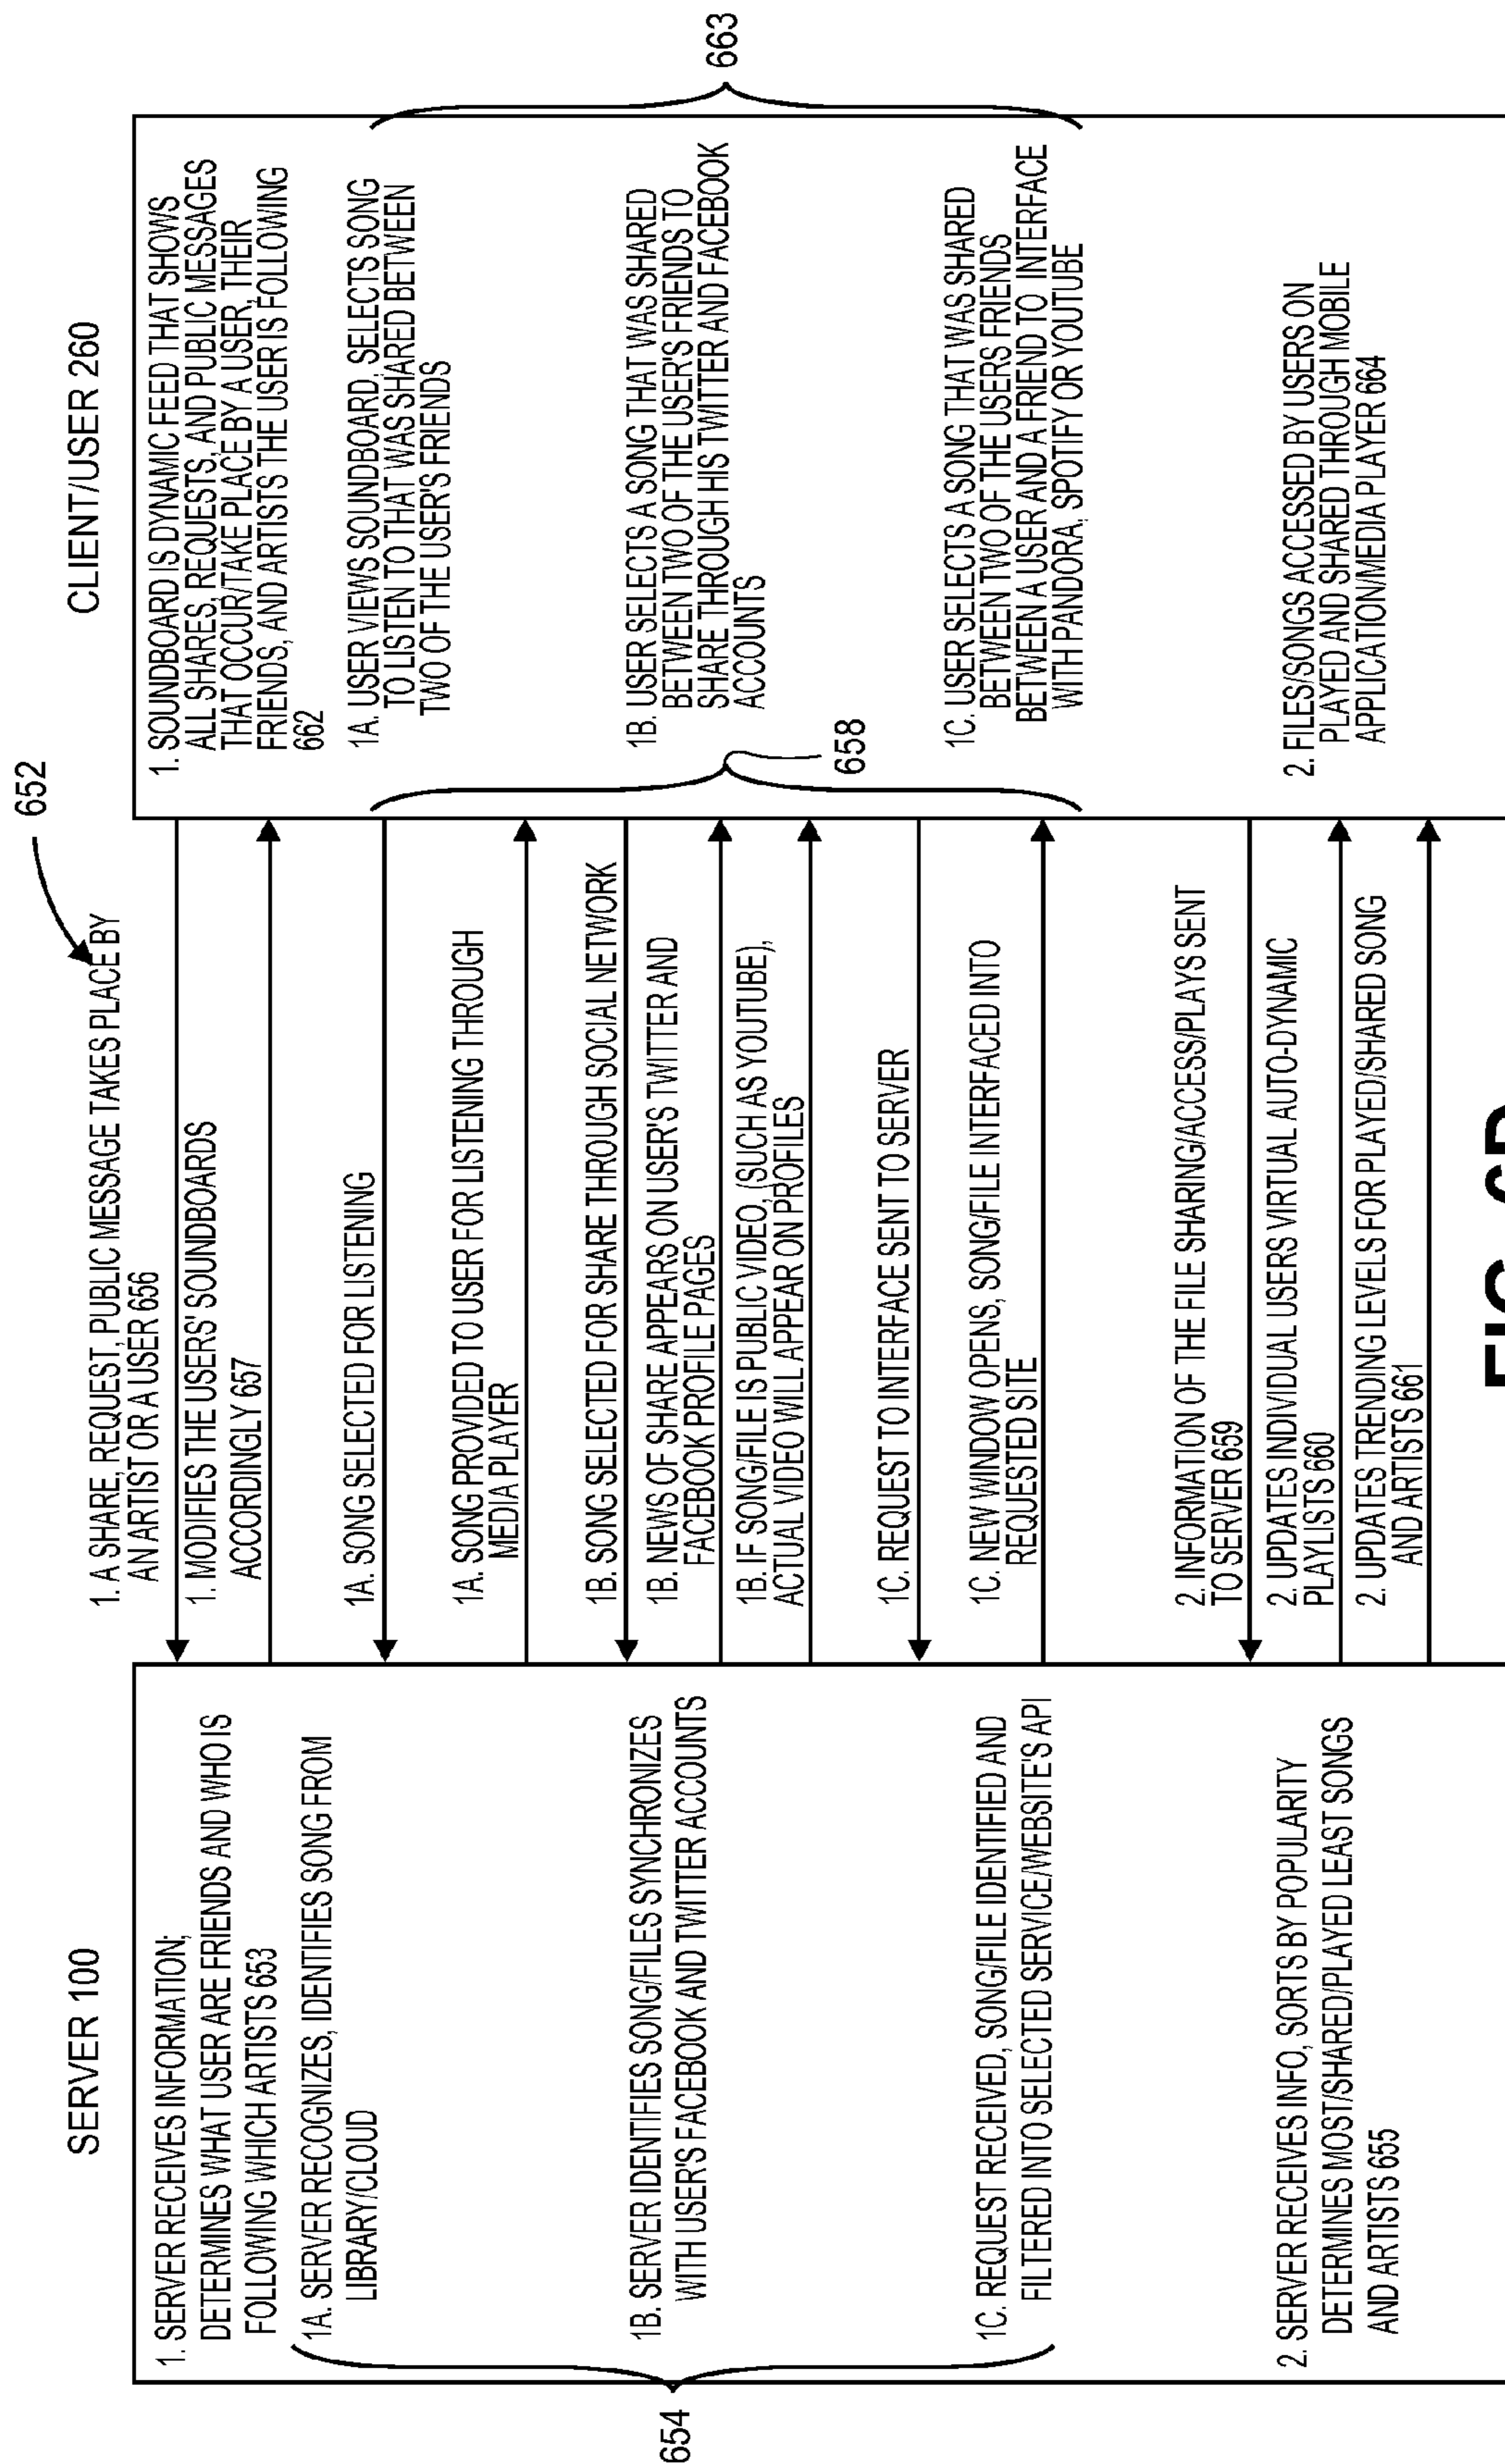 SERVER 100
1. SERVER RECEIVES INFORMATION;
DETERMINES WHAT USER ARE FRIENDS AND WHO IS
FOLLOWING WHICH ARTISTS 653
1A. SERVER RECOGNIZES, IDENTIFIES SONG FROM
LIBRARY/CLOUD
1B. SERVER IDENTIFIES SONG/FILES SYNCHRONIZES
WITH USER'S FACEBOOK AND TWITTER ACCOUNTS
1C. REQUEST RECEIVED, SONG/FILE IDENTIFIED AND
FILTERED INTO SELECTED SERVICE/WEBSITE'S API
654
2. SERVER RECEIVES INFO, SORTS BY POPULARITY
DETERMINES MOST/SHARED/PLAYED LEAST SONGS
AND ARTISTS 655
652
1. A SHARE, REQUEST, PUBLIC MESSAGE TAKES PLACE BY
AN ARTIST OR A USER 656
1. MODIFIES THE USERS' SOUNDBOARDS
ACCORDINGLY 657
1A. SONG SELECTED FOR LISTENING
1A. SONG PROVIDED TO USER FOR LISTENING THROUGH
MEDIA PLAYER
1B. SONG SELECTED FOR SHARE THROUGH SOCIAL NETWORK
1B. NEWS OF SHARE APPEARS ON USER'S TWITTER AND
FACEBOOK PROFILE PAGES
1B. IF SONG/FILE IS PUBLIC VIDEO, (SUCH AS YOUTUBE),
ACTUAL VIDEO WILL APPEAR ON PROFILES
1C. REQUEST TO INTERFACE SENT TO SERVER
1C. NEW WINDOW OPENS, SONG/FILE INTERFACED INTO
REQUESTED SITE
658
2. INFORMATION OF THE FILE SHARING/ACCESS/PLAYS SENT
TO SERVER 659
2. UPDATES INDIVIDUAL USERS VIRTUAL AUTO-DYNAMIC
PLAYLISTS 660
2. UPDATES TRENDING LEVELS FOR PLAYED/SHARED SONG
AND ARTISTS 661
CLIENT/USER 260
1. SOUNDBOARD IS DYNAMIC FEED THAT SHOWS
ALL SHARES, REQUESTS, AND PUBLIC MESSAGES
THAT OCCUR/TAKE PLACE BY A USER, THEIR
FRIENDS, AND ARTISTS THE USER IS FOLLOWING
662
1A. USER VIEWS SOUNDBOARD, SELECTS SONG
TO LISTEN TO THAT WAS SHARED BETWEEN
TWO OF THE USER'S FRIENDS
1B. USER SELECTS A SONG THAT WAS SHARED
BETWEEN TWO OF THE USER'S FRIENDS TO
SHARE THROUGH HIS TWITTER AND FACEBOOK
ACCOUNTS
1C. USER SELECTS A SONG THAT WAS SHARED
BETWEEN TWO OF THE USERS FRIENDS
BETWEEN A USER AND A FRIEND TO INTERFACE
WITH PANDORA, SPOTIFY OR YOUTUBE
663
2. FILES/SONGS ACCESSED BY USERS ON
PLAYED AND SHARED THROUGH MOBILE
APPLICATION/MEDIA PLAYER 664